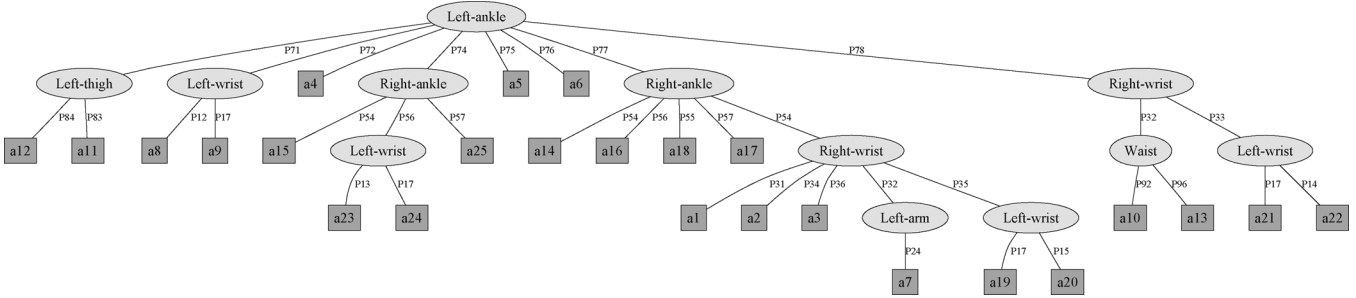 Left-ankle
P71 P72 P74 P75 P76 P77 P78
Left-thigh Left-wrist a4 Right-ankle a5 a6 Right-ankle Right-wrist
P84 P83 P12 P17 P54 P56 P57 P54 P56 P55 P57 P54 P32 P33
a12 a11 a8 a9 a15 Left-wrist a25 a14 a16 a18 a17 Right-wrist Waist Left-wrist
P13 P17 P31 P34 P36 P32 P35 P92 P96 P17 P14
a23 a24 a1 a2 a3 Left-arm Left-wrist a10 a13 a21 a22
P24 P17 P15
a7 a19 a20